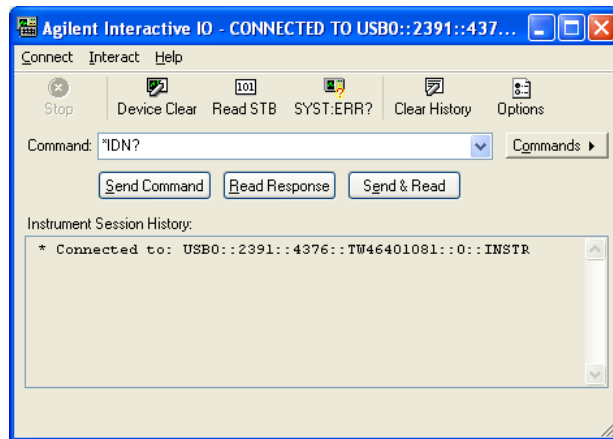 Agilent Interactive IO - CONNECTED TO USB0::2391::437...
Connect Interact Help
Stop Device Clear Read STB SYST:ERR? Clear History Options
Command: *IDN? Commands
Send Command Read Response Send & Read
Instrument Session History:
* Connected to: USB0::2391::4376::TW46401081::0::INSTR